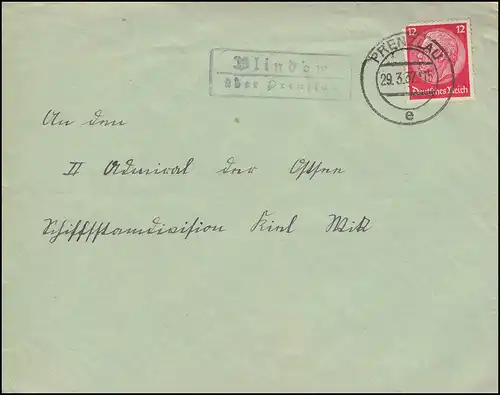 Blindow
über Prenzlau
PRENZLAU
29.3.37
e
12 12
Deutsches Reich
An den
II Admiral der Ostsee
Schiffsstammdivision Kiel Wik